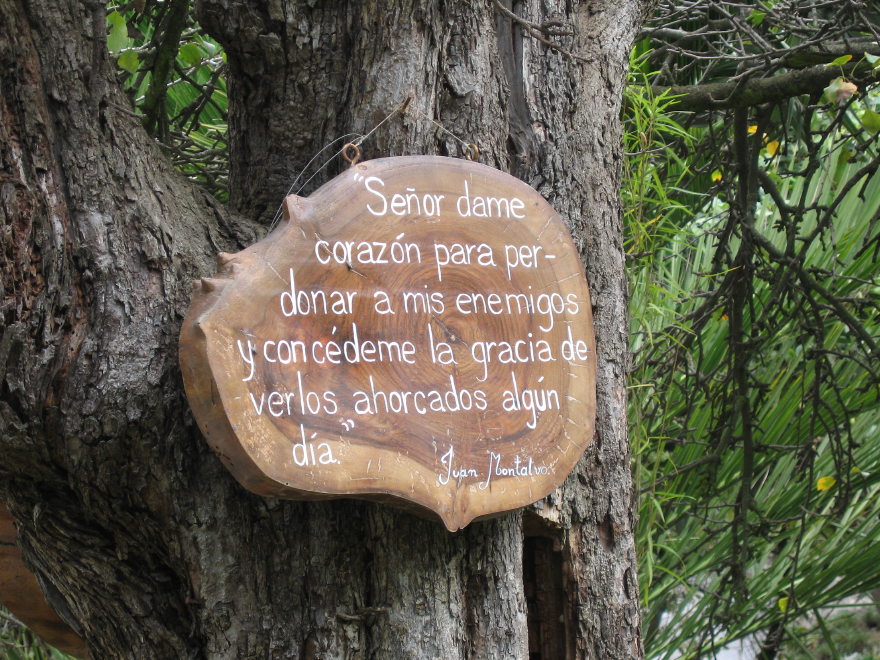 "Señor dame
corazón para per-
donar a mis enemigos
y concédeme la gracia de
verlos ahorcados algún
día."
Juan Montalvo.